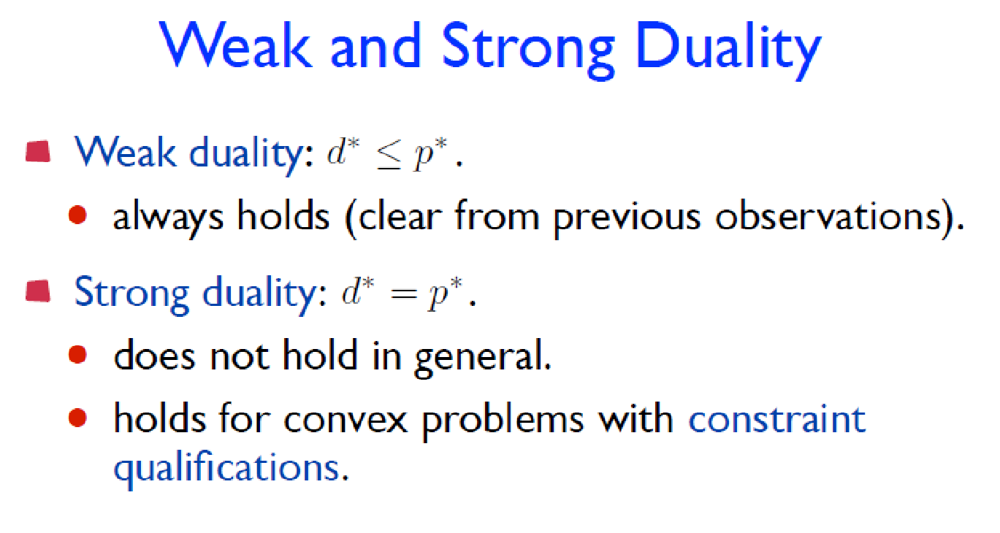 Weak and Strong Duality
Weak duality: d* ≤ p*.
always holds (clear from previous observations).
Strong duality: d* = p*.
does not hold in general.
holds for convex problems with constraint
qualifications.